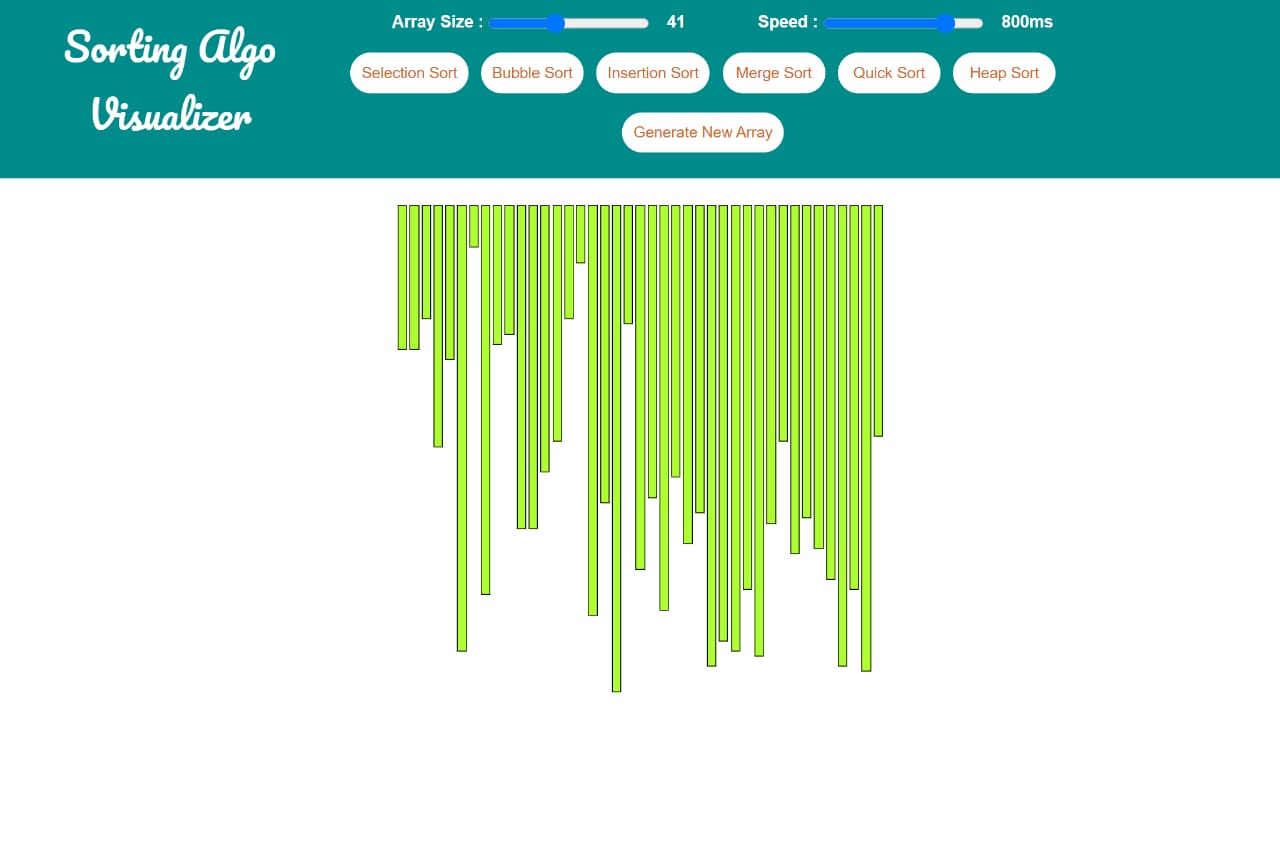 Sorting Algo
Visualizer
Array Size : 41 Speed : 800ms
Selection Sort Bubble Sort Insertion Sort Merge Sort Quick Sort Heap Sort
Generate New Array